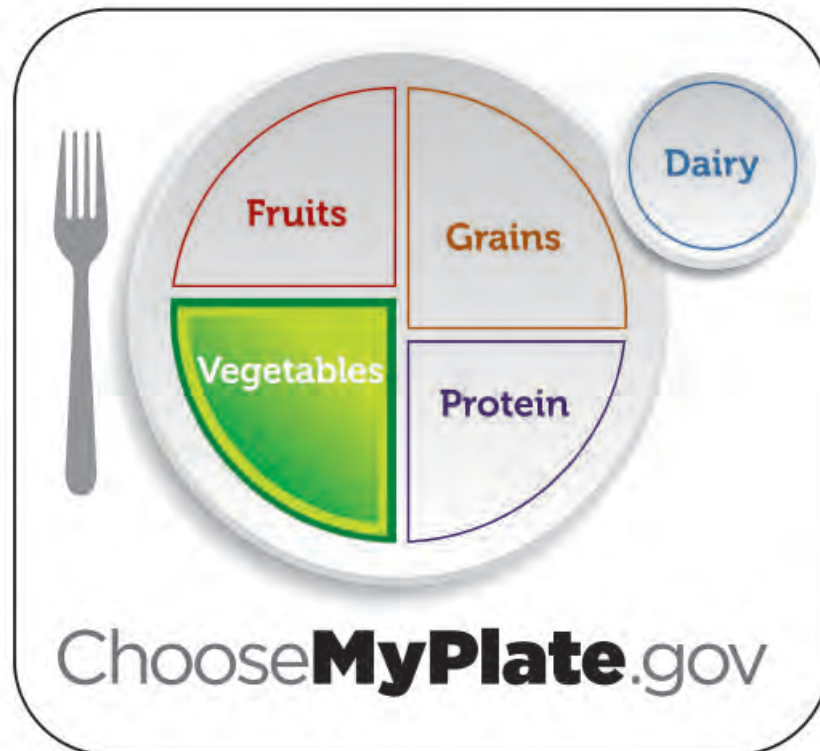 Fruits
Grains
Dairy
Vegetables
Protein
ChooseMyPlate.gov